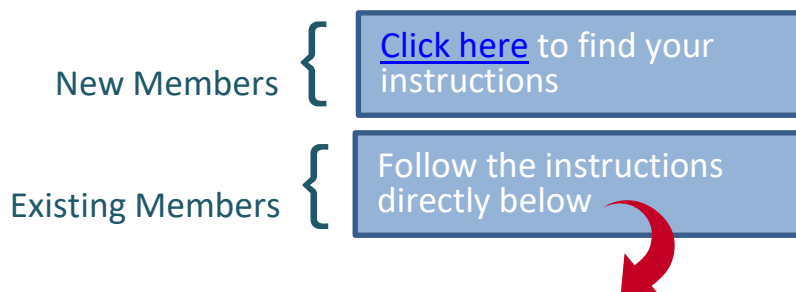 New Members { Click here to find your
instructions
Existing Members { Follow the instructions
directly below